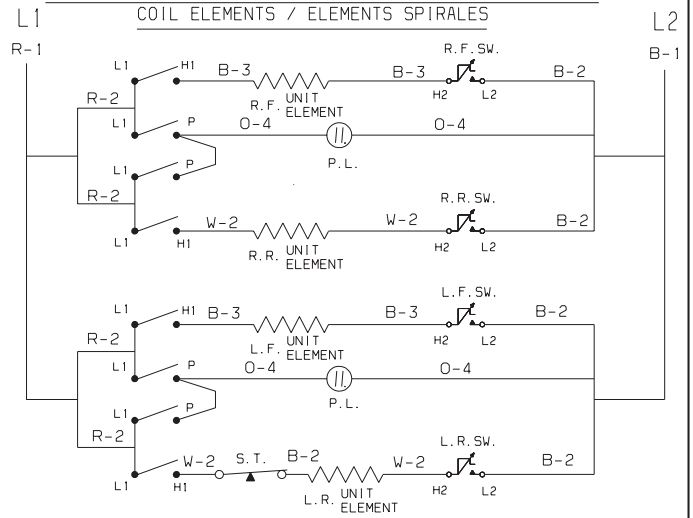 COIL ELEMENTS / ELEMENTS SPIRALES
L1
L2
R-1
B-1
R.F.SW.
L1 H1 B-3 B-3 B-2
R-2
R.F. UNIT ELEMENT
H2 L2
L1 P O-4 O-4
P.L.
L1 P
R-2
R.R.SW.
W-2 W-2 B-2
L1 H1
R.R. UNIT ELEMENT
H2 L2
L.F.SW.
L1 H1 B-3 B-3 B-2
R-2
L.F. UNIT ELEMENT
H2 L2
L1 P O-4 O-4
P.L.
L1 P
R-2
L.R.SW.
W-2 S.T. B-2 W-2 B-2
L1 H1
L.R. UNIT ELEMENT
H2 L2